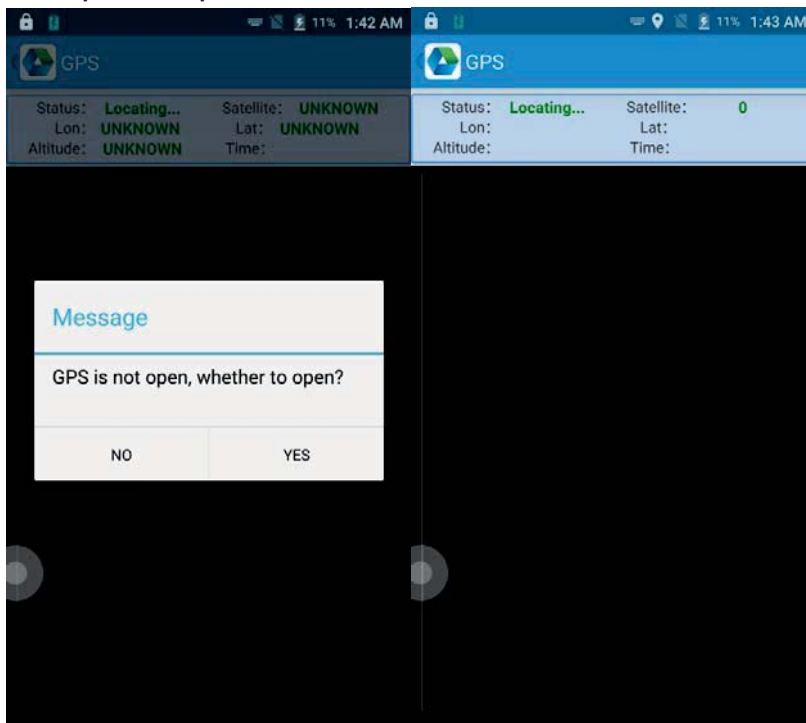 11% 1:42 AM
GPS
Status: Locating... Satellite: UNKNOWN
Lon: UNKNOWN Lat: UNKNOWN
Altitude: UNKNOWN Time:
Message
GPS is not open, whether to open?
NO YES
11% 1:43 AM
GPS
Status: Locating... Satellite: 0
Lon: Lat:
Altitude: Time: